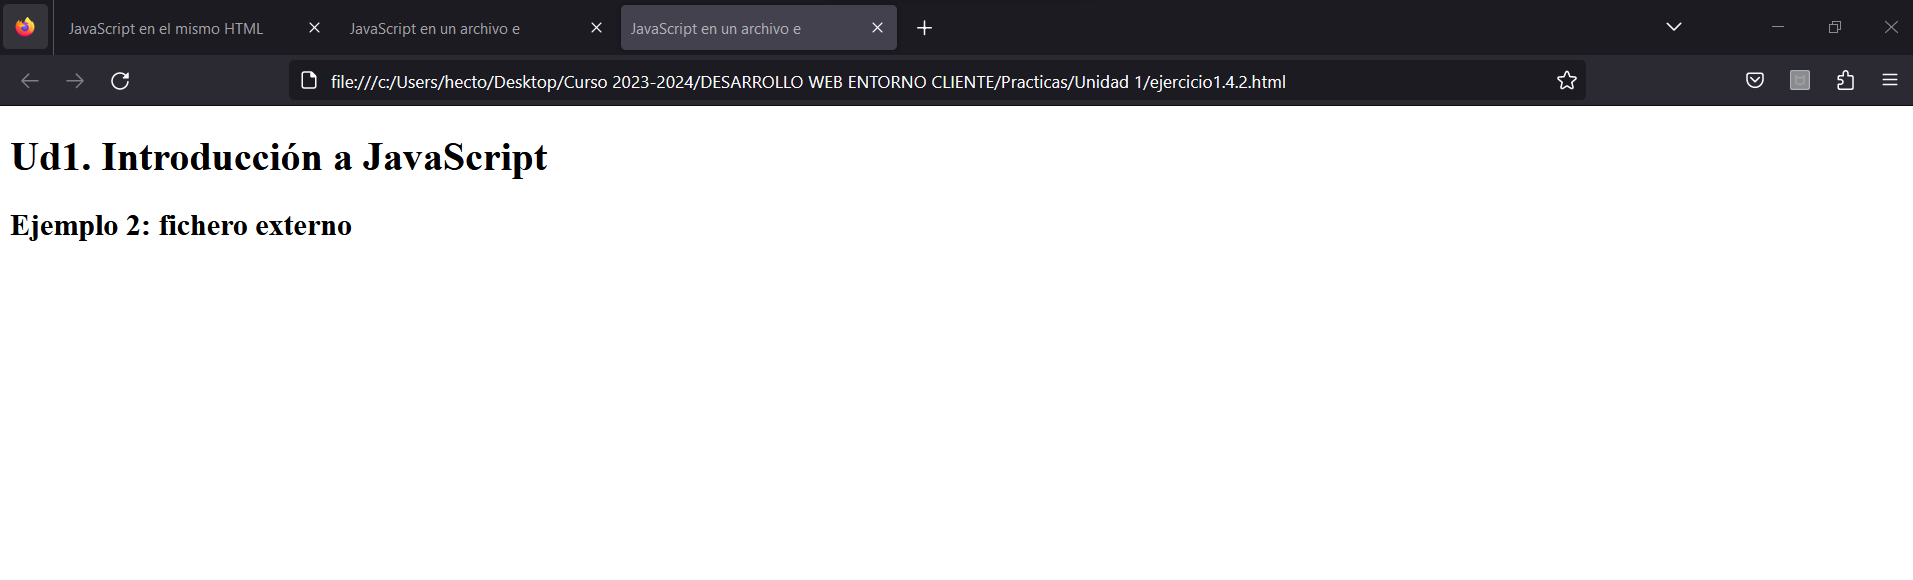 JavaScript en el mismo HTML
JavaScript en un archivo e
JavaScript en un archivo e
file:///c:/Users/hecto/Desktop/Curso 2023-2024/DESARROLLO WEB ENTORNO CLIENTE/Practicas/Unidad 1/ejercicio1.4.2.html
Ud1. Introducción a JavaScript
Ejemplo 2: fichero externo